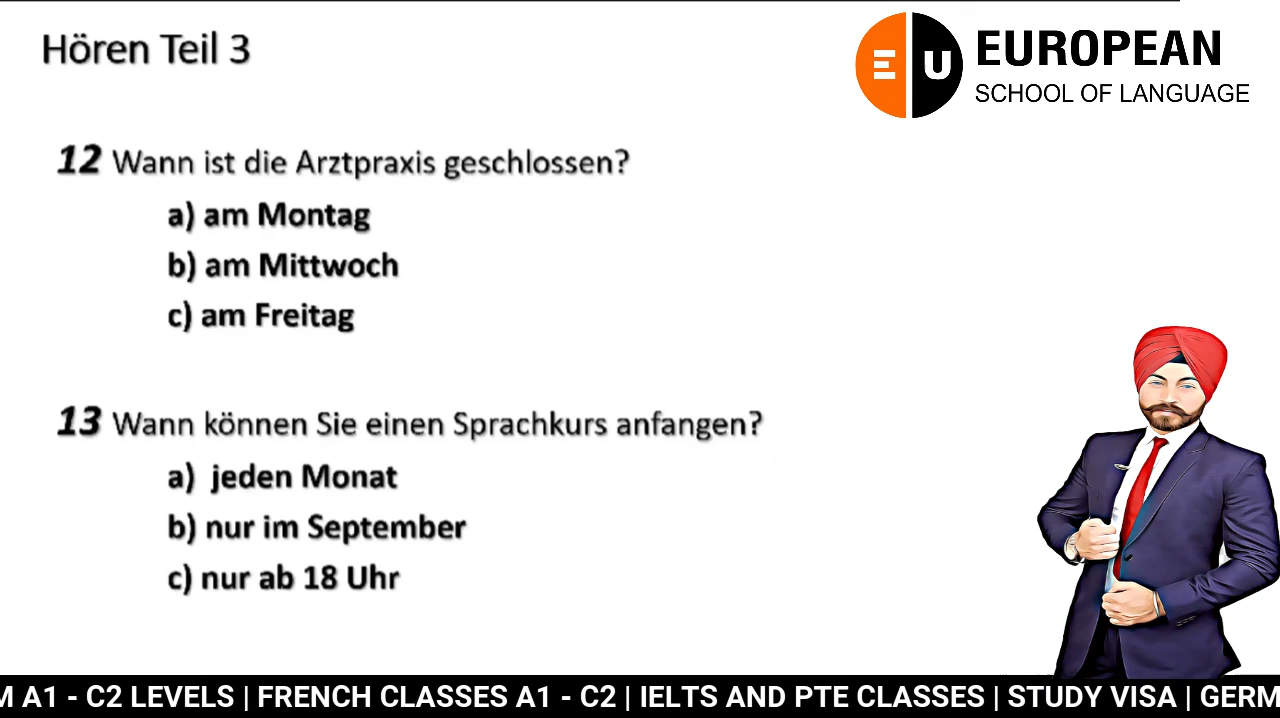 Hören Teil 3
EUROPEAN
SCHOOL OF LANGUAGE
E U
12 Wann ist die Arztpraxis geschlossen?
a) am Montag
b) am Mittwoch
c) am Freitag
13 Wann können Sie einen Sprachkurs anfangen?
a) jeden Monat
b) nur im September
c) nur ab 18 Uhr
M A1 - C2 LEVELS | FRENCH CLASSES A1 - C2 | IELTS AND PTE CLASSES | STUDY VISA | GERM